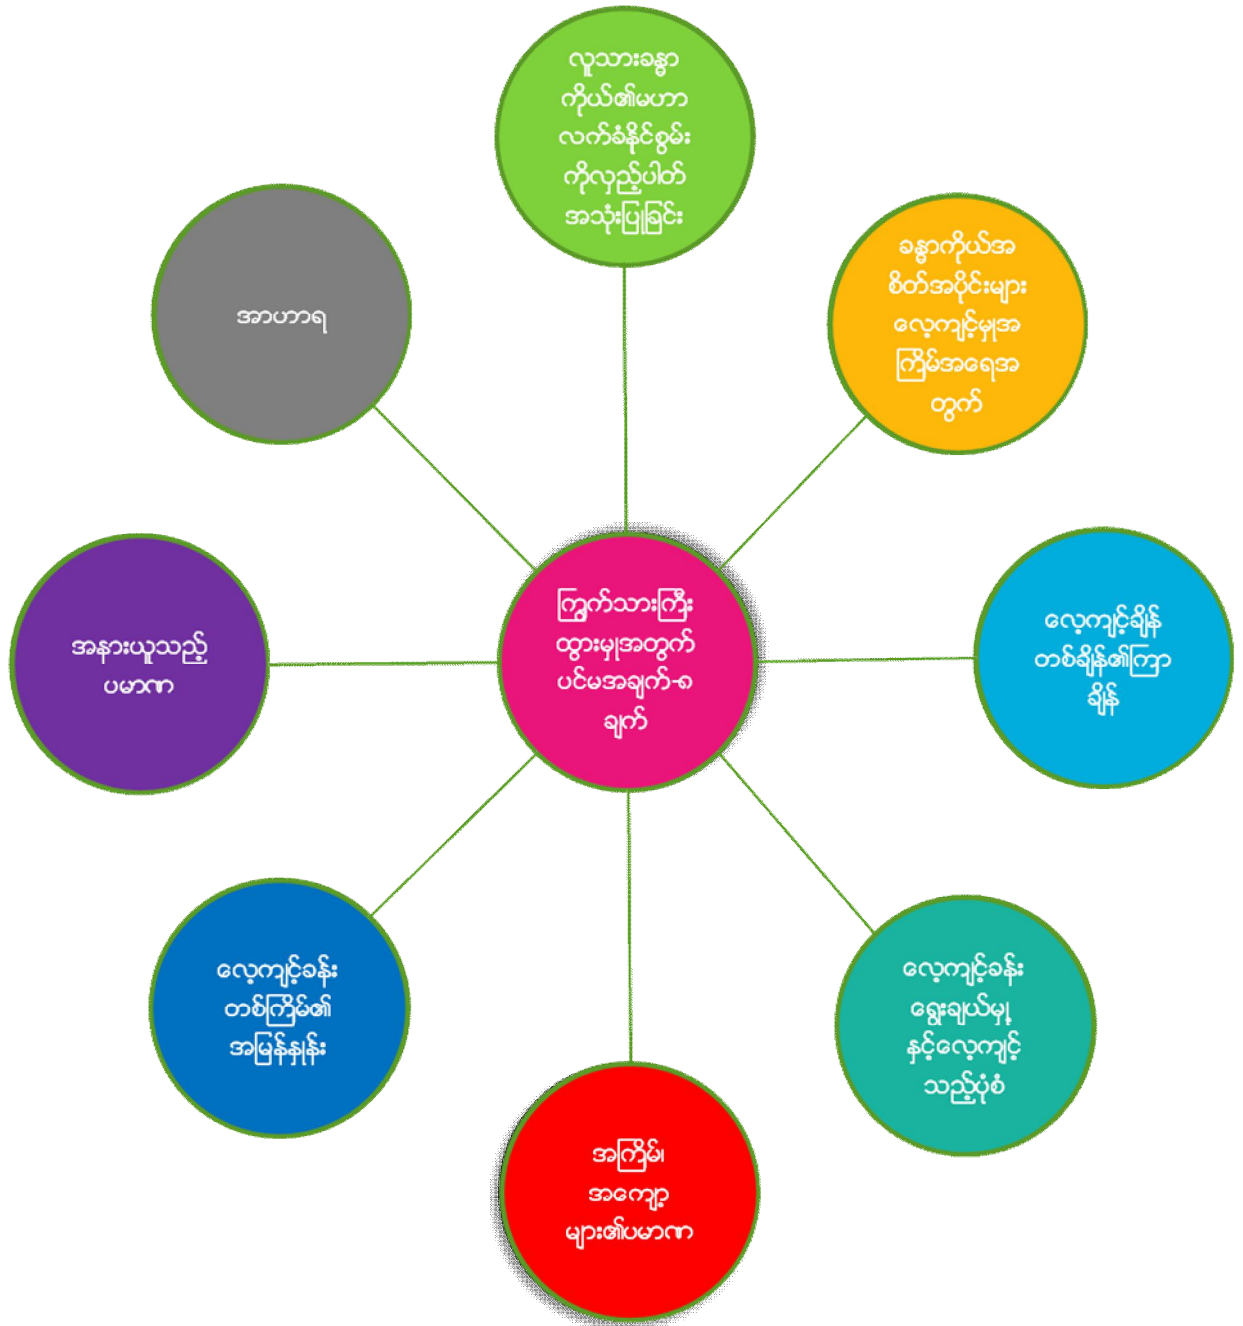 လူသားခန္ဓာ
ကိုယ်၏မဟာ
လက်ခံနိုင်စွမ်း
ကိုလှည့်ပါတ်
အသုံးပြုခြင်း
ခန္ဓာကိုယ်အ
စိတ်အပိုင်းများ
လေ့ကျင့်မှုအ
ကြိမ်အရေအ
တွက်
အာဟာရ
ကြွက်သားကြီး
ထွားမှုအတွက်
ပင်မအချက်-၈
ချက်
လေ့ကျင့်ချိန်
တစ်ချိန်၏ကြာ
ချိန်
အနားယူသည့်
ပမာဏ
လေ့ကျင့်ခန်း
ရွေးချယ်မှု
နှင့်လေ့ကျင့်
သည့်ပုံစံ
လေ့ကျင့်ခန်း
တစ်ကြိမ်၏
အမြန်နှုန်း
အကြိမ်၊
အကျော့
များ၏ပမာဏ